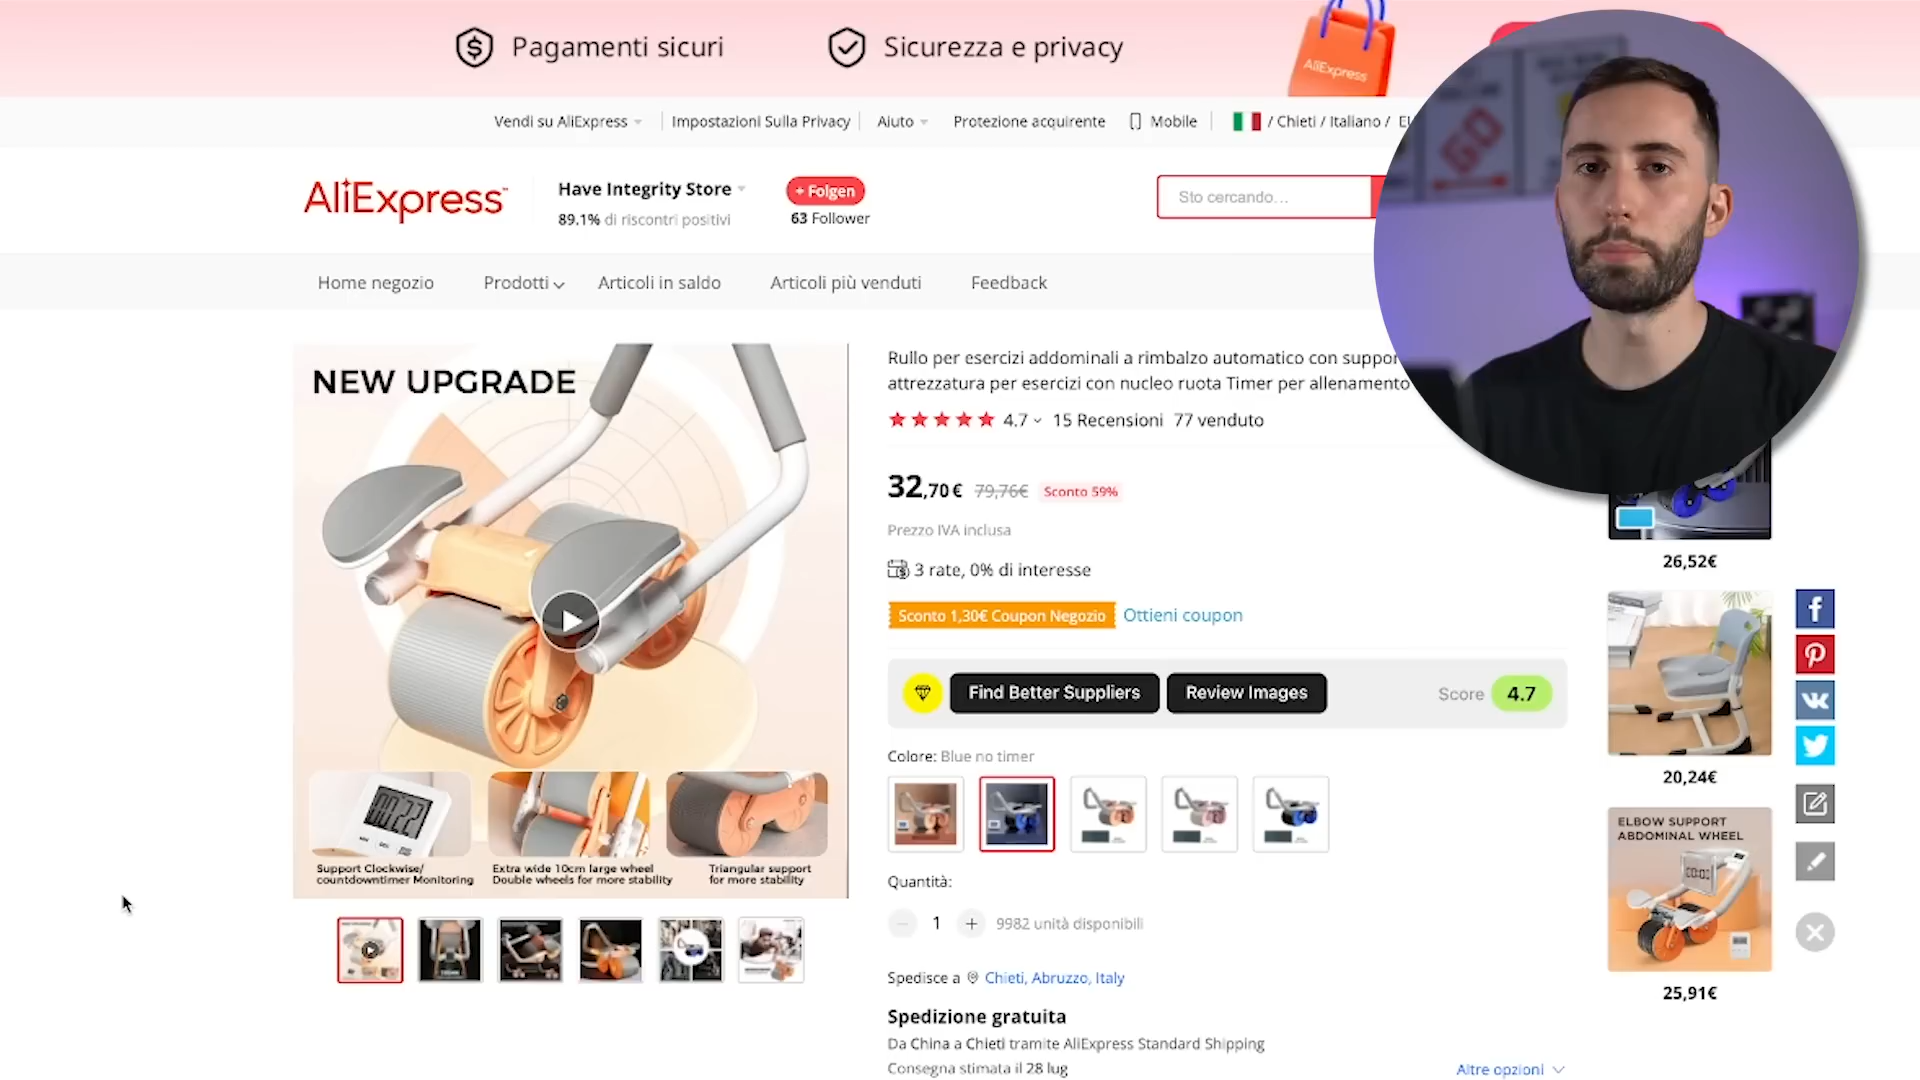 Pagamenti sicuri
Sicurezza e privacy
AliExpress
Vendi su AliExpress
Impostazioni Sulla Privacy
Aiuto
Protezione acquirente
Mobile
/ Chieti / Italiano /
AliExpress
Have Integrity Store
89.1% di riscontri positivi
+ Folgen
63 Follower
Sto cercando...
GO
Home negozio
Prodotti
Articoli in saldo
Articoli più venduti
Feedback
NEW UPGRADE
Support Clockwise/
countdowntimer Monitoring
Extra wide 10cm large wheel
Double wheels for more stability
Triangular support
for more stability
Rullo per esercizi addominali a rimbalzo automatico con
attrezzatura per esercizi con nucleo ruota Timer per allenamento
4.7
15 Recensioni
77 venduto
32,70€ 79,76€ Sconto 59%
Prezzo IVA inclusa
3 rate, 0% di interesse
Sconto 1,30€ Coupon Negozio
Ottieni coupon
Find Better Suppliers
Review Images
Score 4.7
Colore: Blue no timer
Quantità:
− 1 + 9982 unità disponibili
Spedisce a Chieti, Abruzzo, Italy
Spedizione gratuita
Da China a Chieti tramite AliExpress Standard Shipping
Consegna stimata il 28 lug
Altre opzioni
26,52€
20,24€
ELBOW SUPPORT
ABDOMINAL WHEEL
25,91€